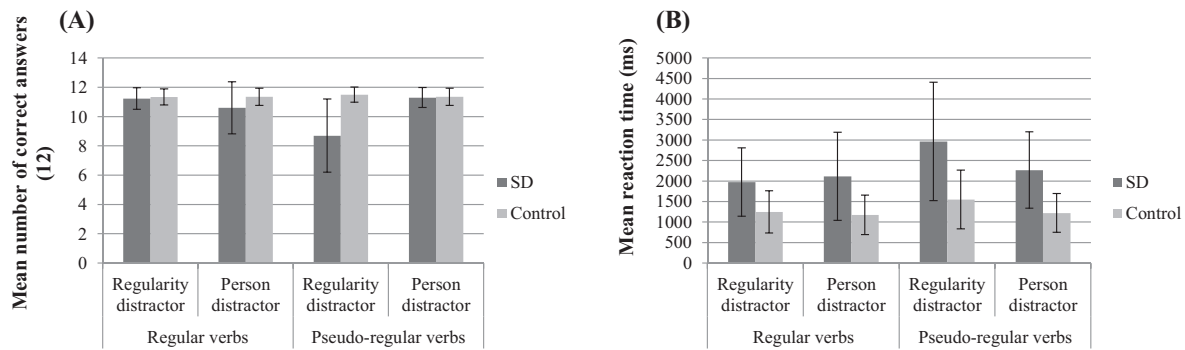 (A)
Mean number of correct answers
(12)
14
12
10
8
6
4
2
0
Regularity
distractor
Person
distractor
Regularity
distractor
Person
distractor
Regular verbs
Pseudo-regular verbs
SD
Control
(B)
Mean reaction time (ms)
5000
4500
4000
3500
3000
2500
2000
1500
1000
500
0
Regularity
distractor
Person
distractor
Regularity
distractor
Person
distractor
Regular verbs
Pseudo-regular verbs
SD
Control